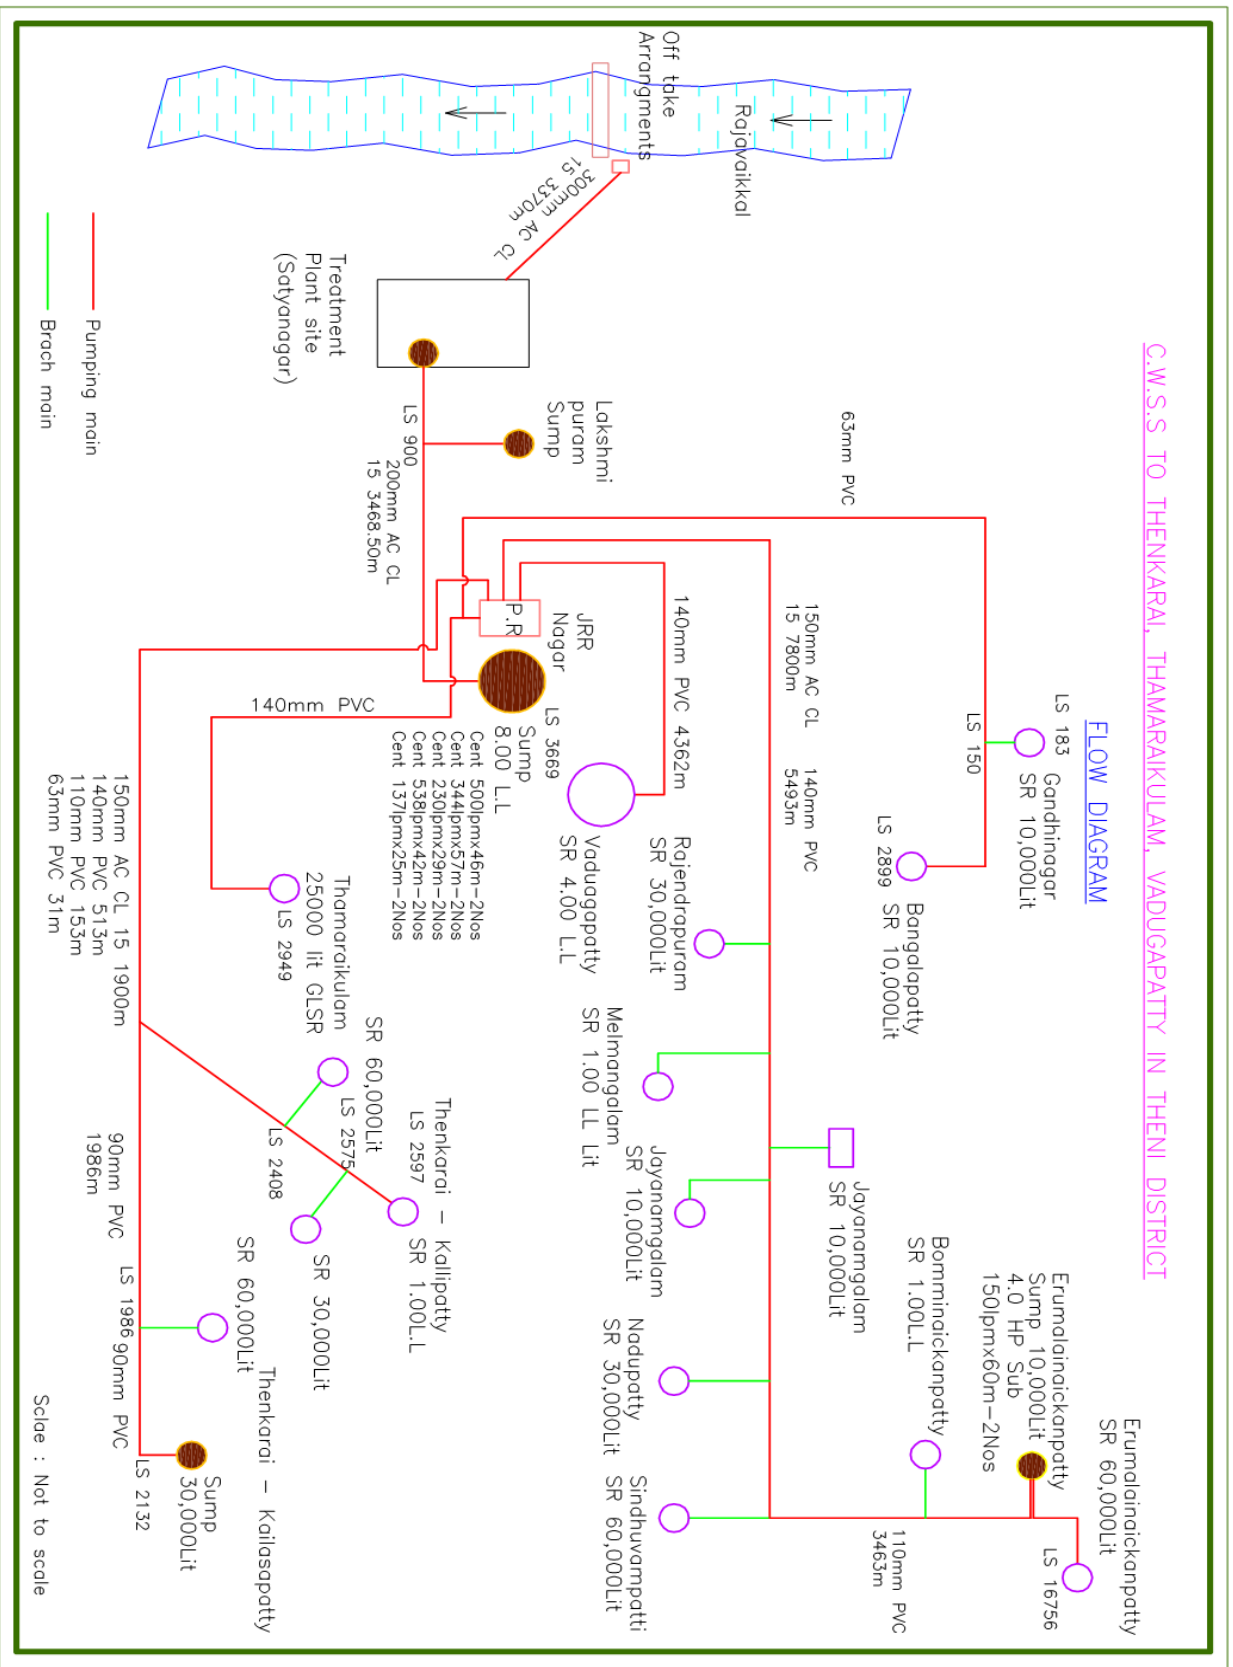 C.W.S.S TO THENKARAI, THAMARAIKULAM, VADUGAPATTY IN THENI DISTRICT
FLOW DIAGRAM
Rajavaikkal
Off take
Arrangments
300mm AC CL
15 3370m
Treatment
Plant site
(Satyanagar)
Pumping main
Brach main
Lakshmi
puram
Sump
LS 900
200mm AC CL
15 3468.50m
63mm PVC
LS 183
Gandhinagar
SR 10,000Lit
LS 150
LS 2899
Bangalapatty
SR 10,000Lit
150mm AC CL
15 7800m
140mm PVC
5493m
140mm PVC 4362m
JRR
Nagar
P.R
LS 3669
Sump
8.00 L.L
Cent 500lpmx46m-2Nos
Cent 344lpmx57m-2Nos
Cent 230lpmx29m-2Nos
Cent 538lpmx42m-2Nos
Cent 137lpmx25m-2Nos
Vaduagapatty
SR 4.00 L.L
140mm PVC
Thamaraikulam
25000 lit GLSR
LS 2949
150mm AC CL 15 1900m
140mm PVC 513m
110mm PVC 153m
63mm PVC 31m
Rajendrapuram
SR 30,000Lit
Melmangalam
SR 1.00 LL Lit
Jayanamgalam
SR 10,000Lit
Jayanamgalam
SR 10,000Lit
Nadupatty
SR 30,000Lit
Sindhuvampatti
SR 60,000Lit
Bomminaickanpatty
SR 1.00L.L
Erumalainaickanpatty
Sump 10,000Lit
4.0 HP Sub
150lpmx60m-2Nos
Erumalainaickanpatty
SR 60,000Lit
LS 16756
110mm PVC
3463m
SR 60,000Lit
LS 2575
LS 2408
Thenkarai - Kallipatty
LS 2597
SR 1.00L.L
SR 30,000Lit
90mm PVC
1986m
LS 1986
90mm PVC
SR 60,000Lit
Thenkarai - Kailasapatty
Sump
30,000Lit
LS 2132
Sclae : Not to scale